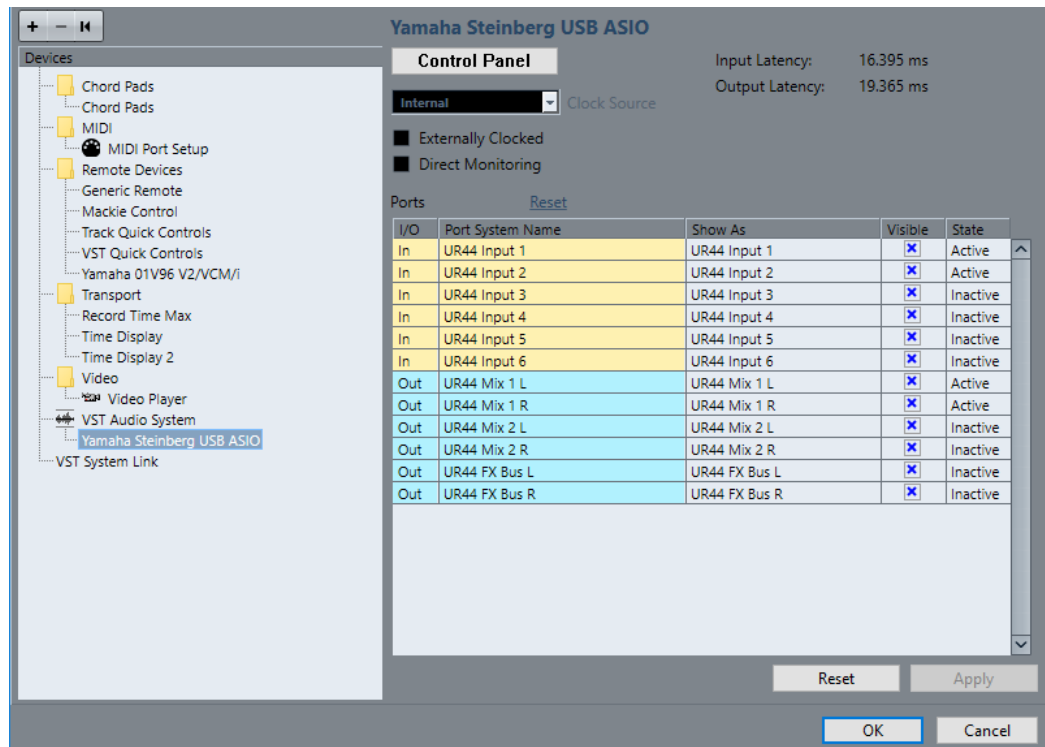 + −
Devices
Chord Pads
Chord Pads
MIDI
MIDI Port Setup
Remote Devices
Generic Remote
Mackie Control
Track Quick Controls
VST Quick Controls
Yamaha 01V96 V2/VCM/i
Transport
Record Time Max
Time Display
Time Display 2
Video
Video Player
VST Audio System
Yamaha Steinberg USB ASIO
VST System Link
Yamaha Steinberg USB ASIO
Control Panel
Input Latency: 16.395 ms
Output Latency: 19.365 ms
Internal Clock Source
Externally Clocked
Direct Monitoring
Ports Reset
I/O Port System Name Show As Visible State
In UR44 Input 1 UR44 Input 1 Active
In UR44 Input 2 UR44 Input 2 Active
In UR44 Input 3 UR44 Input 3 Inactive
In UR44 Input 4 UR44 Input 4 Inactive
In UR44 Input 5 UR44 Input 5 Inactive
In UR44 Input 6 UR44 Input 6 Inactive
Out UR44 Mix 1 L UR44 Mix 1 L Active
Out UR44 Mix 1 R UR44 Mix 1 R Active
Out UR44 Mix 2 L UR44 Mix 2 L Inactive
Out UR44 Mix 2 R UR44 Mix 2 R Inactive
Out UR44 FX Bus L UR44 FX Bus L Inactive
Out UR44 FX Bus R UR44 FX Bus R Inactive
Reset Apply
OK Cancel